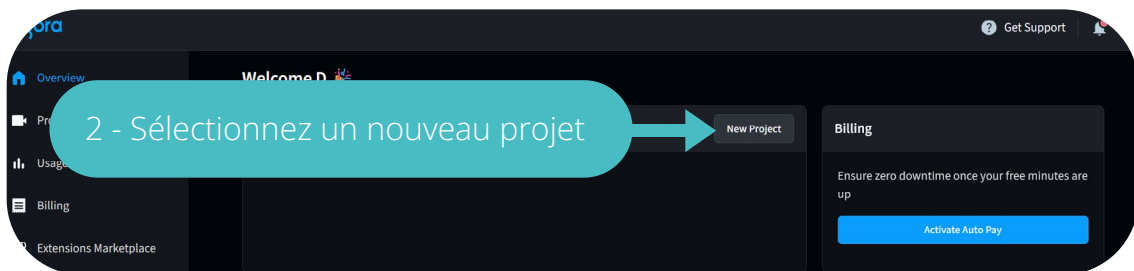 Get Support
Overview
Welcome D 🎉
2 - Sélectionnez un nouveau projet
New Project
Billing
Usage
Ensure zero downtime once your free minutes are
up
Billing
Activate Auto Pay
Extensions Marketplace